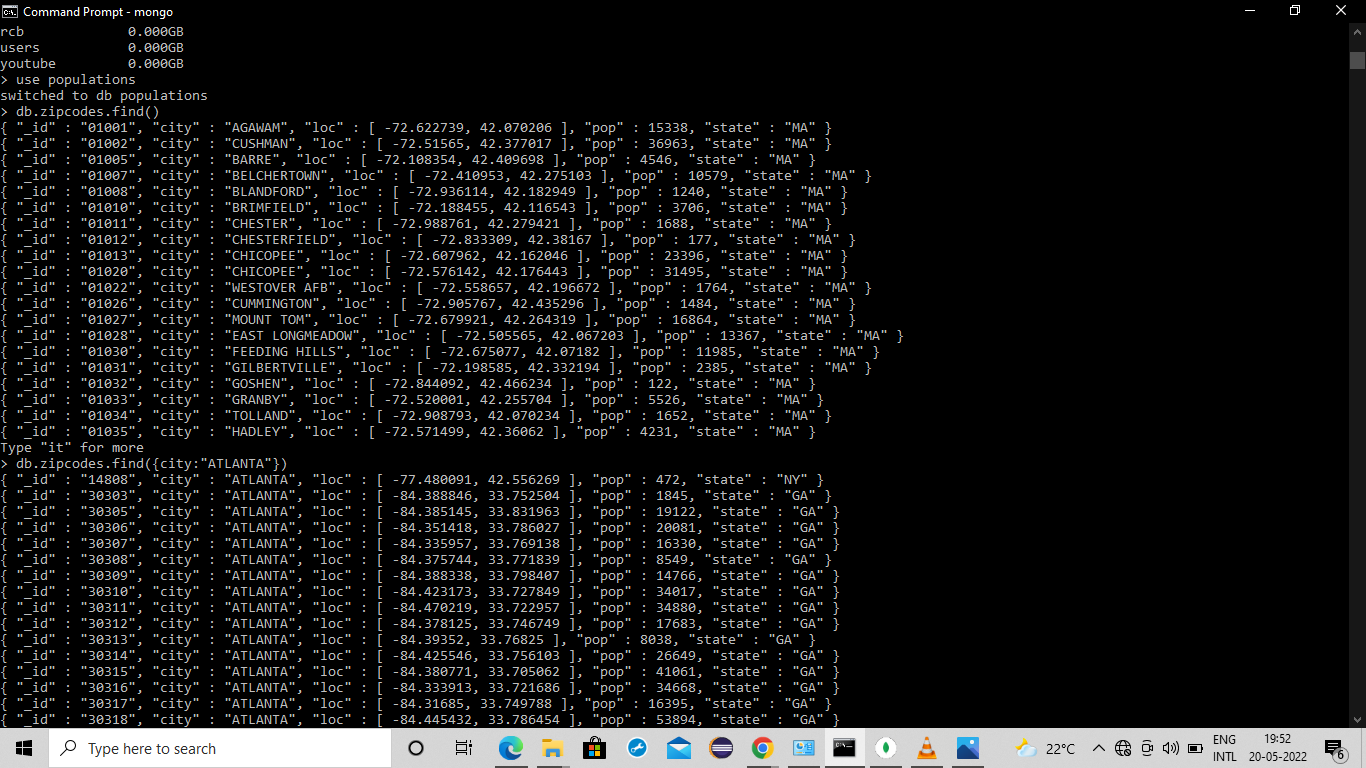 Command Prompt - mongo
rcb 0.000GB
users 0.000GB
youtube 0.000GB
> use populations
switched to db populations
> db.zipcodes.find()
{ "_id" : "01001", "city" : "AGAWAM", "loc" : [ -72.622739, 42.070206 ], "pop" : 15338, "state" : "MA" }
{ "_id" : "01002", "city" : "CUSHMAN", "loc" : [ -72.51565, 42.377017 ], "pop" : 36963, "state" : "MA" }
{ "_id" : "01005", "city" : "BARRE", "loc" : [ -72.108354, 42.409698 ], "pop" : 4546, "state" : "MA" }
{ "_id" : "01007", "city" : "BELCHERTOWN", "loc" : [ -72.410953, 42.275103 ], "pop" : 10579, "state" : "MA" }
{ "_id" : "01008", "city" : "BLANDFORD", "loc" : [ -72.936114, 42.182949 ], "pop" : 1240, "state" : "MA" }
{ "_id" : "01010", "city" : "BRIMFIELD", "loc" : [ -72.188455, 42.116543 ], "pop" : 3706, "state" : "MA" }
{ "_id" : "01011", "city" : "CHESTER", "loc" : [ -72.988761, 42.279421 ], "pop" : 1688, "state" : "MA" }
{ "_id" : "01012", "city" : "CHESTERFIELD", "loc" : [ -72.833309, 42.38167 ], "pop" : 177, "state" : "MA" }
{ "_id" : "01013", "city" : "CHICOPEE", "loc" : [ -72.607962, 42.162046 ], "pop" : 23396, "state" : "MA" }
{ "_id" : "01020", "city" : "CHICOPEE", "loc" : [ -72.576142, 42.176443 ], "pop" : 31495, "state" : "MA" }
{ "_id" : "01022", "city" : "WESTOVER AFB", "loc" : [ -72.558657, 42.196672 ], "pop" : 1764, "state" : "MA" }
{ "_id" : "01026", "city" : "CUMMINGTON", "loc" : [ -72.905767, 42.435296 ], "pop" : 1484, "state" : "MA" }
{ "_id" : "01027", "city" : "MOUNT TOM", "loc" : [ -72.679921, 42.264319 ], "pop" : 16864, "state" : "MA" }
{ "_id" : "01028", "city" : "EAST LONGMEADOW", "loc" : [ -72.505565, 42.067203 ], "pop" : 13367, "state" : "MA" }
{ "_id" : "01030", "city" : "FEEDING HILLS", "loc" : [ -72.675077, 42.07182 ], "pop" : 11985, "state" : "MA" }
{ "_id" : "01031", "city" : "GILBERTVILLE", "loc" : [ -72.198585, 42.332194 ], "pop" : 2385, "state" : "MA" }
{ "_id" : "01032", "city" : "GOSHEN", "loc" : [ -72.844092, 42.466234 ], "pop" : 122, "state" : "MA" }
{ "_id" : "01033", "city" : "GRANBY", "loc" : [ -72.520001, 42.255704 ], "pop" : 5526, "state" : "MA" }
{ "_id" : "01034", "city" : "TOLLAND", "loc" : [ -72.908793, 42.070234 ], "pop" : 1652, "state" : "MA" }
{ "_id" : "01035", "city" : "HADLEY", "loc" : [ -72.571499, 42.36062 ], "pop" : 4231, "state" : "MA" }
Type "it" for more
> db.zipcodes.find({city:"ATLANTA"})
{ "_id" : "14808", "city" : "ATLANTA", "loc" : [ -77.480091, 42.556269 ], "pop" : 472, "state" : "NY" }
{ "_id" : "30303", "city" : "ATLANTA", "loc" : [ -84.388846, 33.752504 ], "pop" : 1845, "state" : "GA" }
{ "_id" : "30305", "city" : "ATLANTA", "loc" : [ -84.385145, 33.831963 ], "pop" : 19122, "state" : "GA" }
{ "_id" : "30306", "city" : "ATLANTA", "loc" : [ -84.351418, 33.786027 ], "pop" : 20081, "state" : "GA" }
{ "_id" : "30307", "city" : "ATLANTA", "loc" : [ -84.335957, 33.769138 ], "pop" : 16330, "state" : "GA" }
{ "_id" : "30308", "city" : "ATLANTA", "loc" : [ -84.375744, 33.771839 ], "pop" : 8549, "state" : "GA" }
{ "_id" : "30309", "city" : "ATLANTA", "loc" : [ -84.388338, 33.798407 ], "pop" : 14766, "state" : "GA" }
{ "_id" : "30310", "city" : "ATLANTA", "loc" : [ -84.423173, 33.727849 ], "pop" : 34017, "state" : "GA" }
{ "_id" : "30311", "city" : "ATLANTA", "loc" : [ -84.470219, 33.722957 ], "pop" : 34880, "state" : "GA" }
{ "_id" : "30312", "city" : "ATLANTA", "loc" : [ -84.378125, 33.746749 ], "pop" : 17683, "state" : "GA" }
{ "_id" : "30313", "city" : "ATLANTA", "loc" : [ -84.39352, 33.76825 ], "pop" : 8038, "state" : "GA" }
{ "_id" : "30314", "city" : "ATLANTA", "loc" : [ -84.425546, 33.756103 ], "pop" : 26649, "state" : "GA" }
{ "_id" : "30315", "city" : "ATLANTA", "loc" : [ -84.380771, 33.705062 ], "pop" : 41061, "state" : "GA" }
{ "_id" : "30316", "city" : "ATLANTA", "loc" : [ -84.333913, 33.721686 ], "pop" : 34668, "state" : "GA" }
{ "_id" : "30317", "city" : "ATLANTA", "loc" : [ -84.31685, 33.749788 ], "pop" : 16395, "state" : "GA" }
{ "_id" : "30318", "city" : "ATLANTA", "loc" : [ -84.445432, 33.786454 ], "pop" : 53894, "state" : "GA" }
Type here to search
22°C
ENG
INTL
19:52
20-05-2022
6